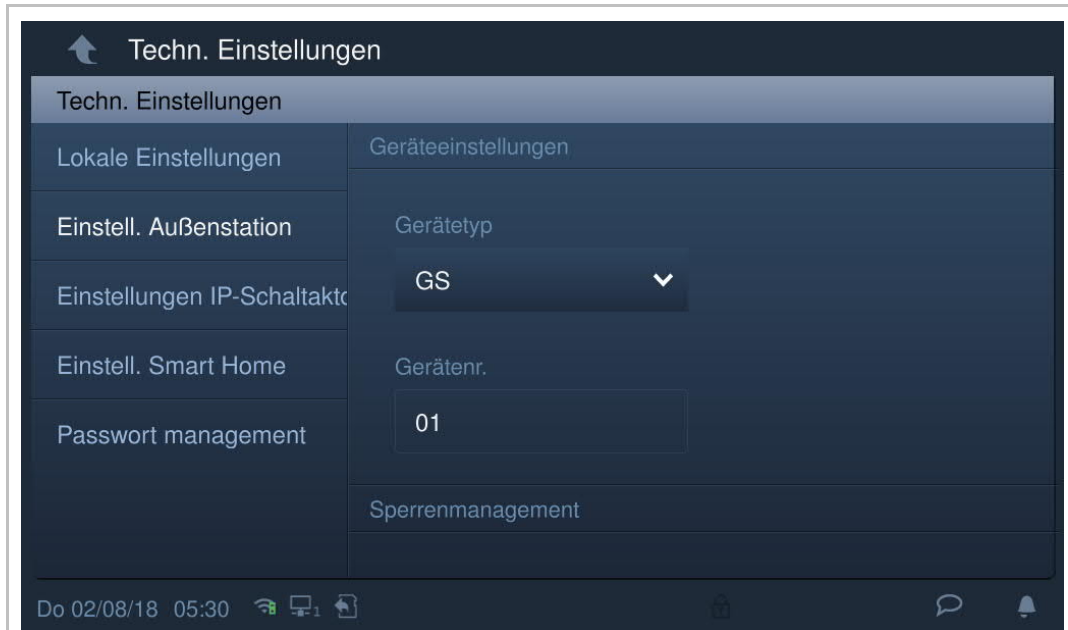 Techn. Einstellungen
Techn. Einstellungen
Lokale Einstellungen
Einstell. Außenstation
Einstellungen IP-Schaltakto
Einstell. Smart Home
Passwort management
Geräteeinstellungen
Gerätetyp
GS
Gerätenr.
01
Sperrenmanagement
Do 02/08/18 05:30
1